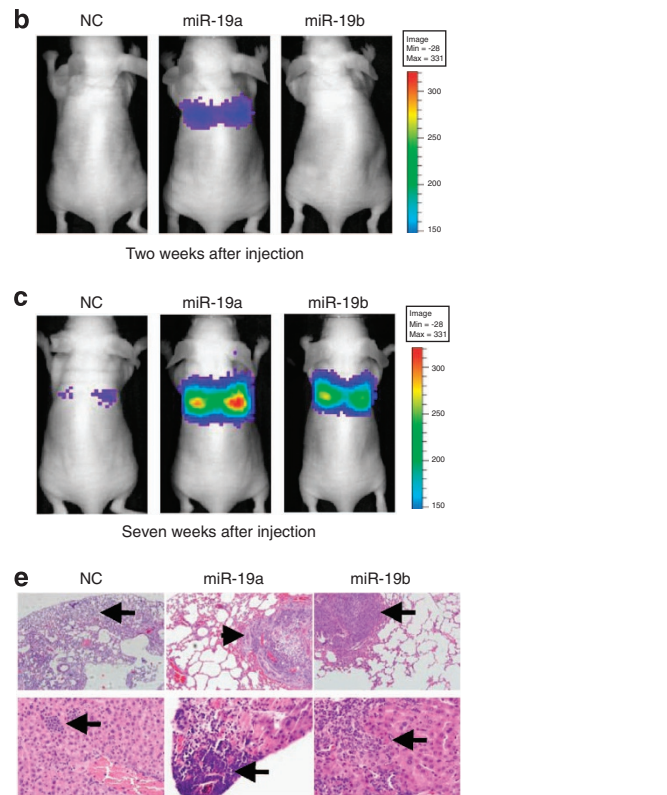 b
NC miR-19a miR-19b
Image
Min = -28
Max = 331
300
250
200
150
Two weeks after injection
c
NC miR-19a miR-19b
Image
Min = -28
Max = 331
300
250
200
150
Seven weeks after injection
e
NC miR-19a miR-19b